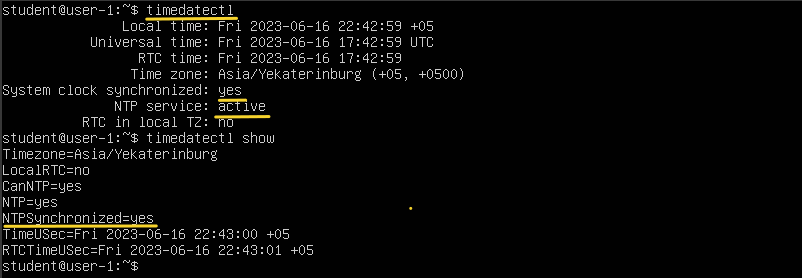 student@user-1:~$ timedatectl
Local time: Fri 2023-06-16 22:42:59 +05
Universal time: Fri 2023-06-16 17:42:59 UTC
RTC time: Fri 2023-06-16 17:42:59
Time zone: Asia/Yekaterinburg (+05, +0500)
System clock synchronized: yes
NTP service: active
RTC in local TZ: no
student@user-1:~$ timedatectl show
Timezone=Asia/Yekaterinburg
LocalRTC=no
CanNTP=yes
NTP=yes
NTPSynchronized=yes
TimeUSec=Fri 2023-06-16 22:43:00 +05
RTCTimeUSec=Fri 2023-06-16 22:43:01 +05
student@user-1:~$